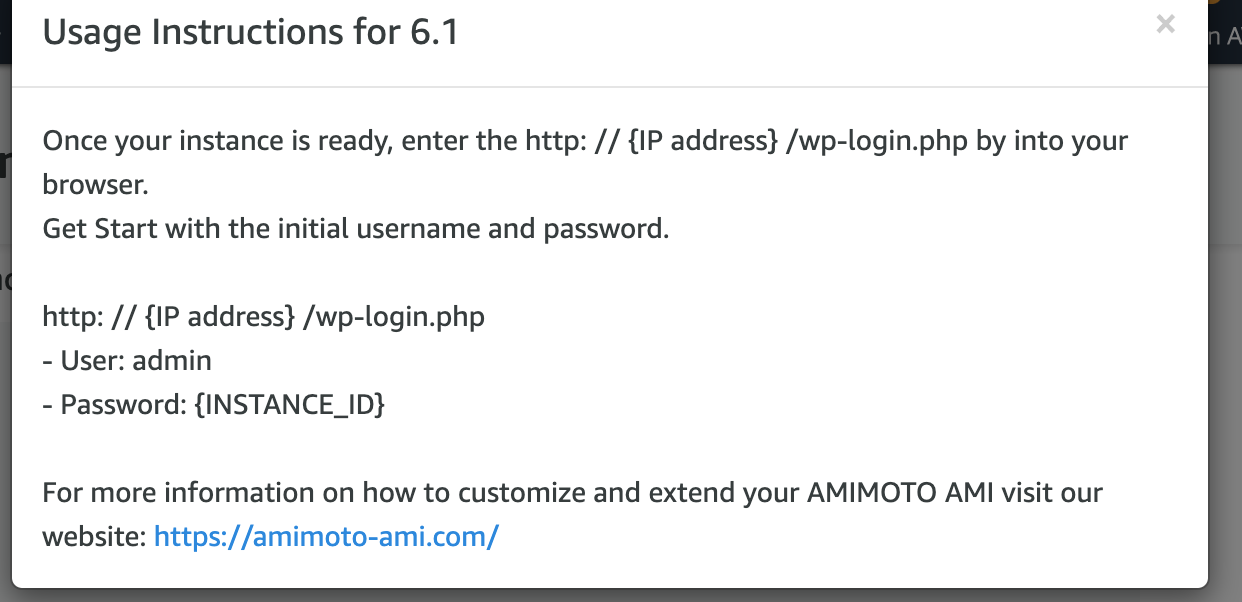 Usage Instructions for 6.1
×
Once your instance is ready, enter the http: // {IP address} /wp-login.php by into your
browser.
Get Start with the initial username and password.
http: // {IP address} /wp-login.php
- User: admin
- Password: {INSTANCE_ID}
For more information on how to customize and extend your AMIMOTO AMI visit our
website: https://amimoto-ami.com/